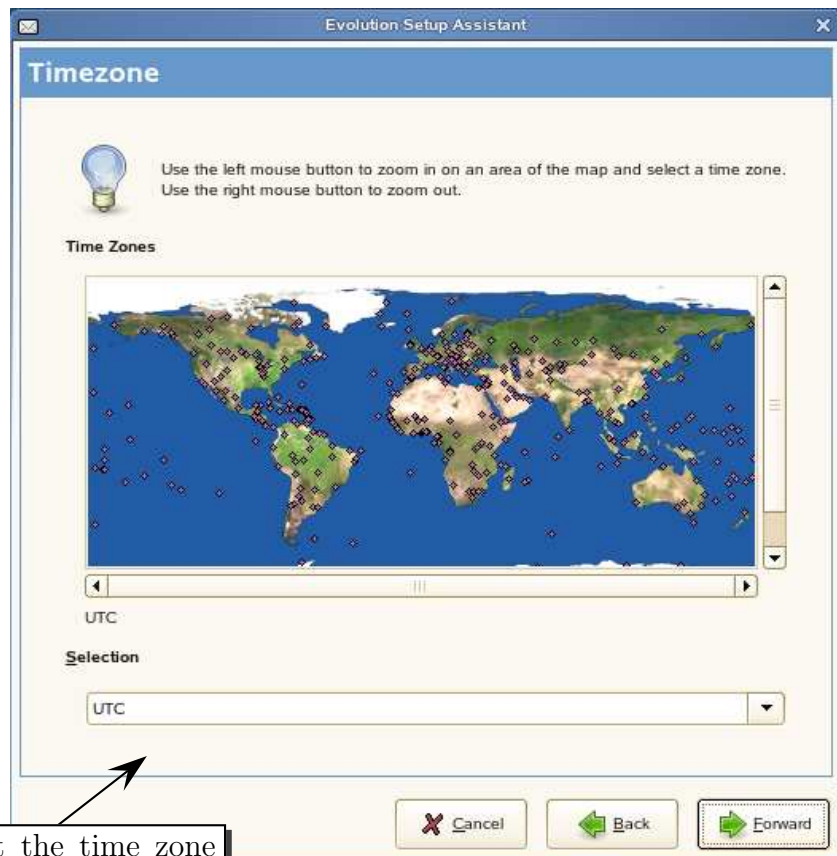 Evolution Setup Assistant
Timezone
Use the left mouse button to zoom in on an area of the map and select a time zone.
Use the right mouse button to zoom out.
Time Zones
UTC
Selection
UTC
Cancel
Back
Forward
the time zone